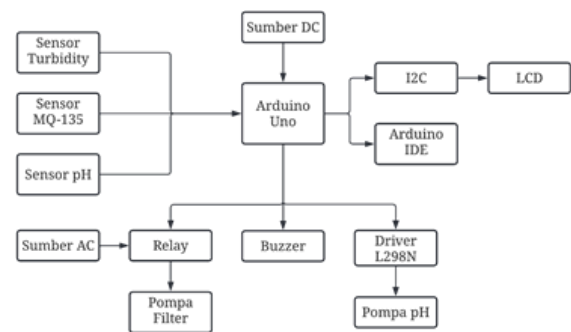 Sumber DC
Sensor
Turbidity
Sensor
MQ-135
Sensor pH
Arduino
Uno
I2C
LCD
Arduino
IDE
Sumber AC
Relay
Buzzer
Driver
L298N
Pompa
Filter
Pompa pH